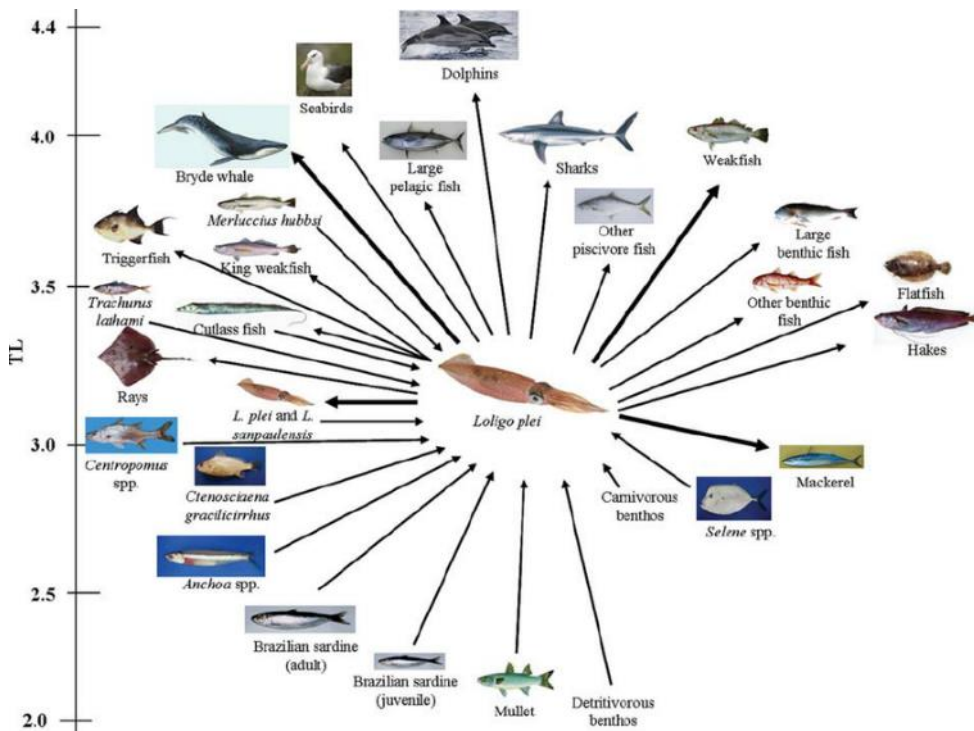 4.4
4.0
3.5
3.0
2.5
2.0
TL
Dolphins
Seabirds
Bryde whale
Large
pelagic fish
Sharks
Weakfish
Merluccius hubbsi
Other
piscivore fish
Large
benthic fish
Triggerfish
King weakfish
Flatfish
Trachurus
lathami
Cutlass fish
Other benthic
fish
Hakes
Rays
L. plei and L.
sanpaulensis
Loligo plei
Centropomus
spp.
Mackerel
Ctenosciaena
gracilicirrhus
Carnivorous
benthos
Selene spp.
Anchoa spp.
Brazilian sardine
(adult)
Brazilian sardine
(juvenile)
Mullet
Detritivorous
benthos